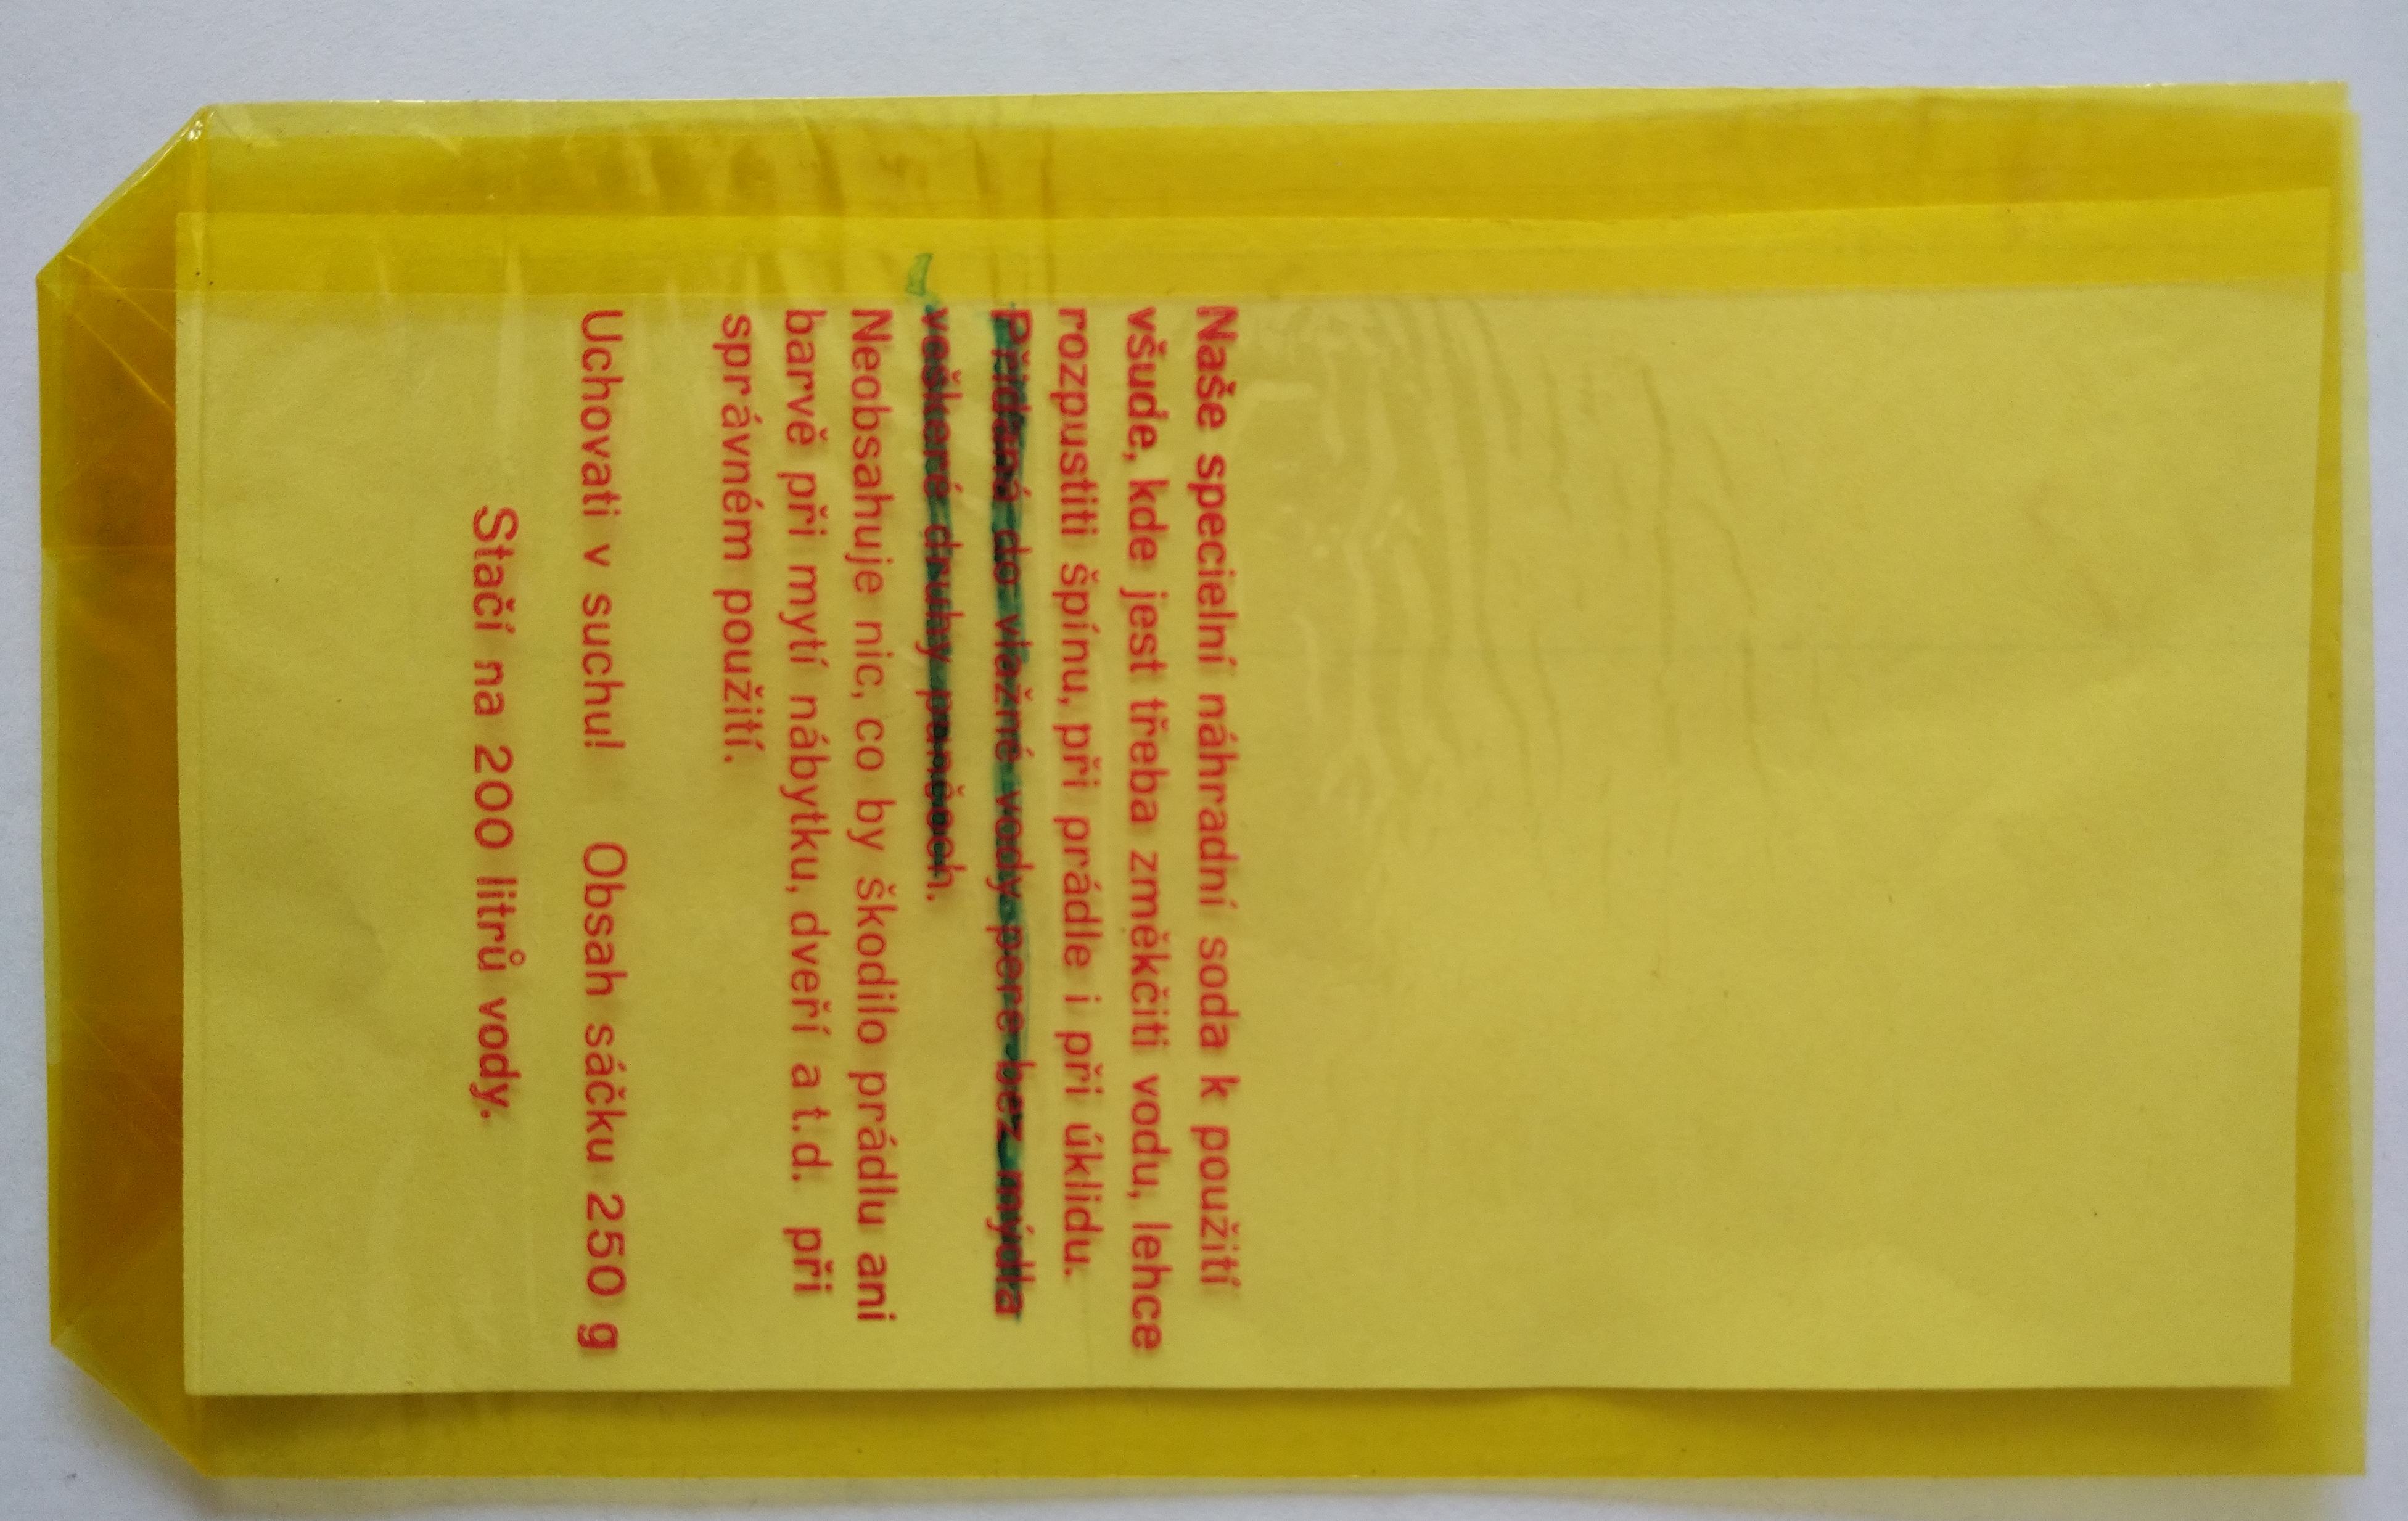 Naše specielní náhradní soda k použití
všude, kde jest třeba změkčiti vodu, lehce
rozpustiti špínu, při prádle i při úklidu.
Přidaná do vlažné vody pere bez mýdla
veškeré druhy punčoch.
Neobsahuje nic, co by škodilo prádlu ani
barvě při mytí nábytku, dveří a t.d. při
správném použití.
Uchovati v suchu! Obsah sáčku 250 g
Stačí na 200 litrů vody.